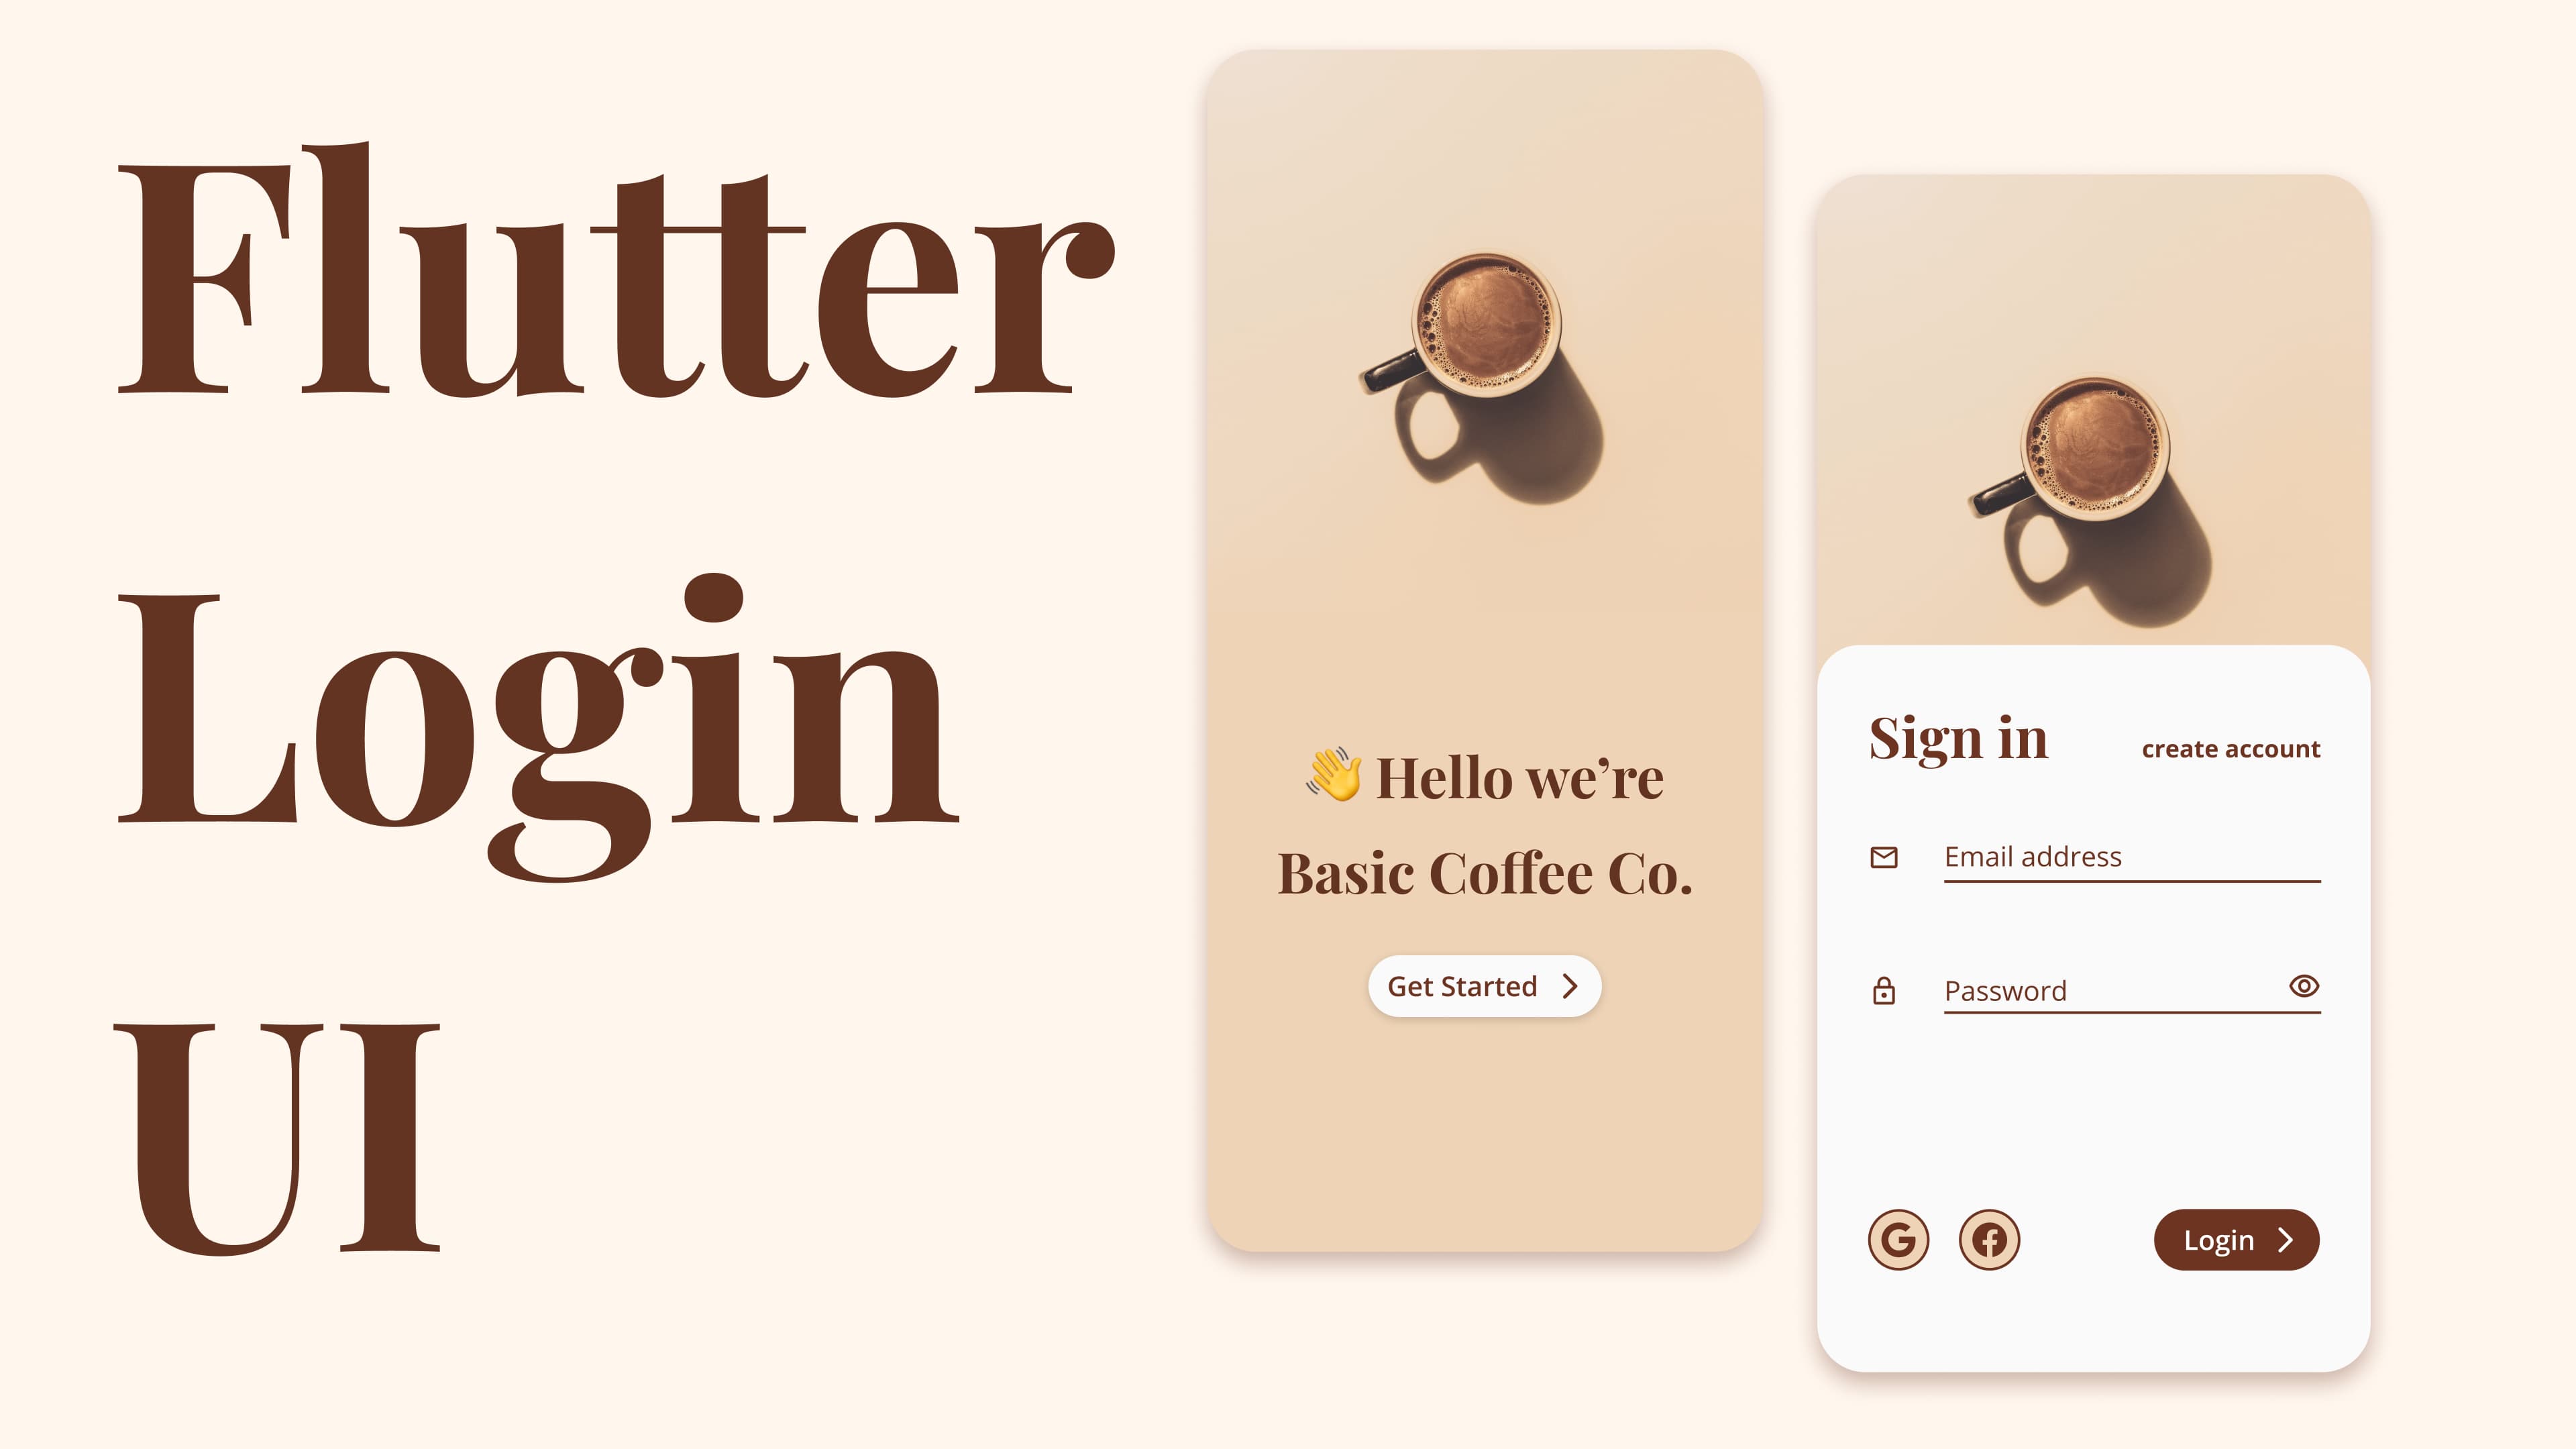 Flutter
Login
UI
👋 Hello we’re
Basic Coffee Co.
Get Started
Sign in
create account
Email address
Password
Login